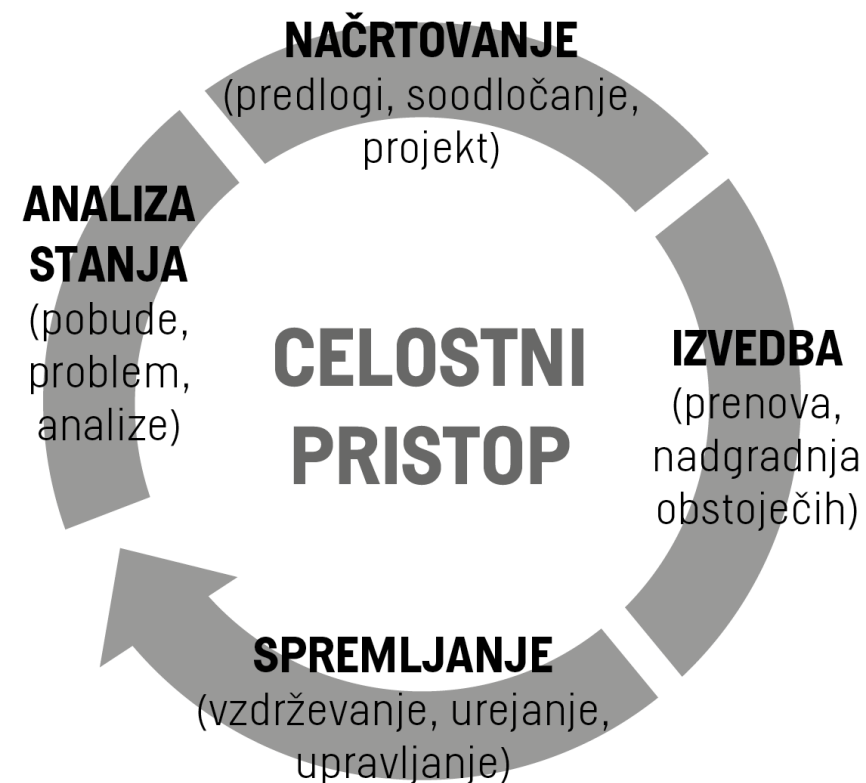 NAČRTOVANJE
(predlogi, soodločanje,
projekt)
ANALIZA
STANJA
(pobude,
problem,
analize)
CELOSTNI
PRISTOP
IZVEDBA
(prenova,
nadgradnja
obstoječih)
SPREMLJANJE
(vzdrževanje, urejanje,
upravljanje)